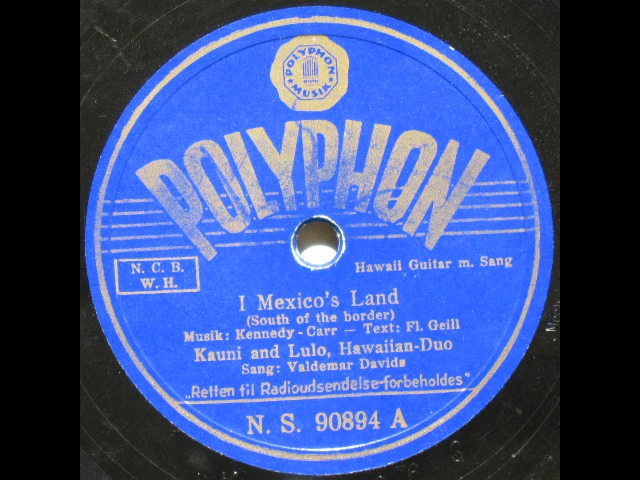 POLYPHON
MUSIK
POLYPHON
N. C. B.
W. H.
Hawaii Guitar m. Sang
I Mexico's Land
(South of the border)
Musik: Kennedy - Carr — Text: Fl. Geill
Kauni and Lulo, Hawaiian-Duo
Sang: Valdemar Davids
„Retten til Radioudsendelse forbeholdes"
N. S. 90894 A